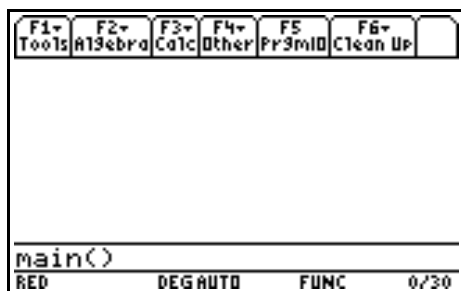 F1 F2 F3 F4 F5 F6
Tools Algebra Calc Other PrgmIO Clean Up
main()
RED DEG AUTO FUNC 0/30